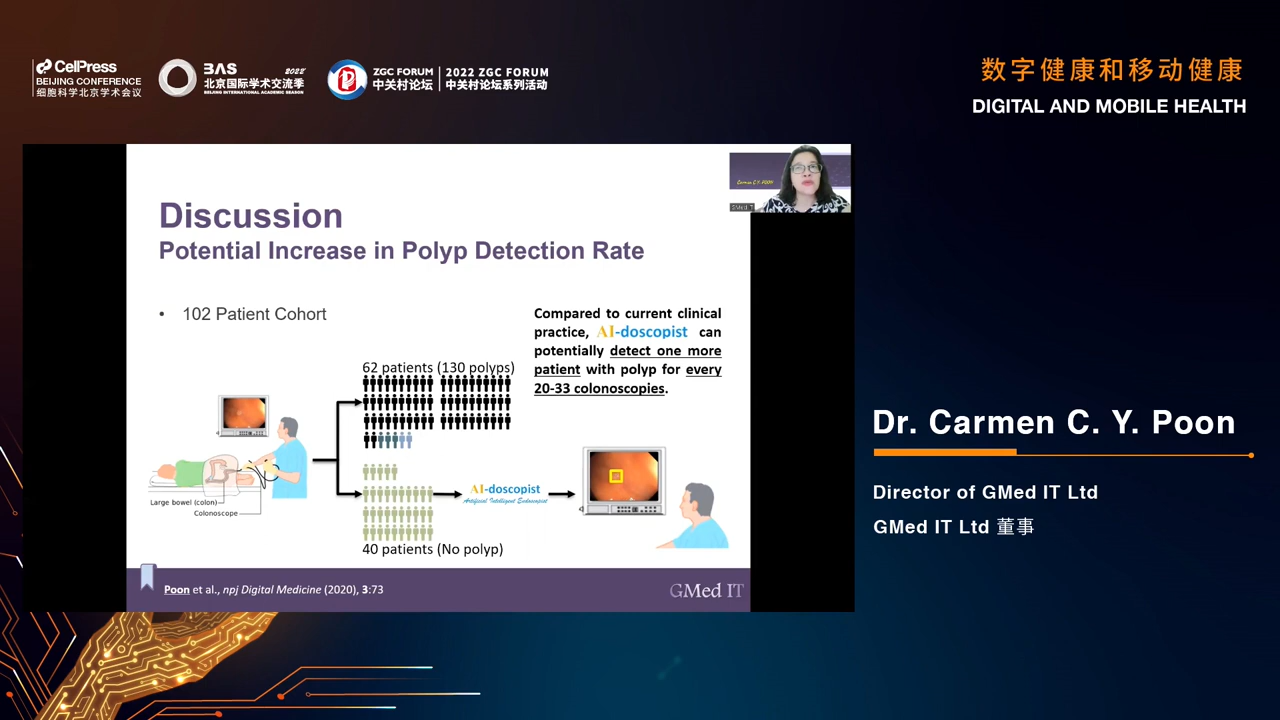 CelPress
BEIJING CONFERENCE
细胞科学北京学术会议
BAS 2022
北京国际学术交流季
BEIJING INTERNATIONAL ACADEMIC SEASON
ZGC FORUM
中关村论坛
2022 ZGC FORUM
中关村论坛系列活动
数字健康和移动健康
DIGITAL AND MOBILE HEALTH
Carmen C.Y. POON
GMed IT
Discussion
Potential Increase in Polyp Detection Rate
• 102 Patient Cohort
Compared to current clinical
practice, AI-doscopist can
potentially detect one more
patient with polyp for every
20-33 colonoscopies.
62 patients (130 polyps)
Large bowel (colon)
Colonoscope
AI-doscopist
Artificial Intelligent Endoscopist
40 patients (No polyp)
Poon et al., npj Digital Medicine (2020), 3:73
GMed IT
Dr. Carmen C. Y. Poon
Director of GMed IT Ltd
GMed IT Ltd 董事